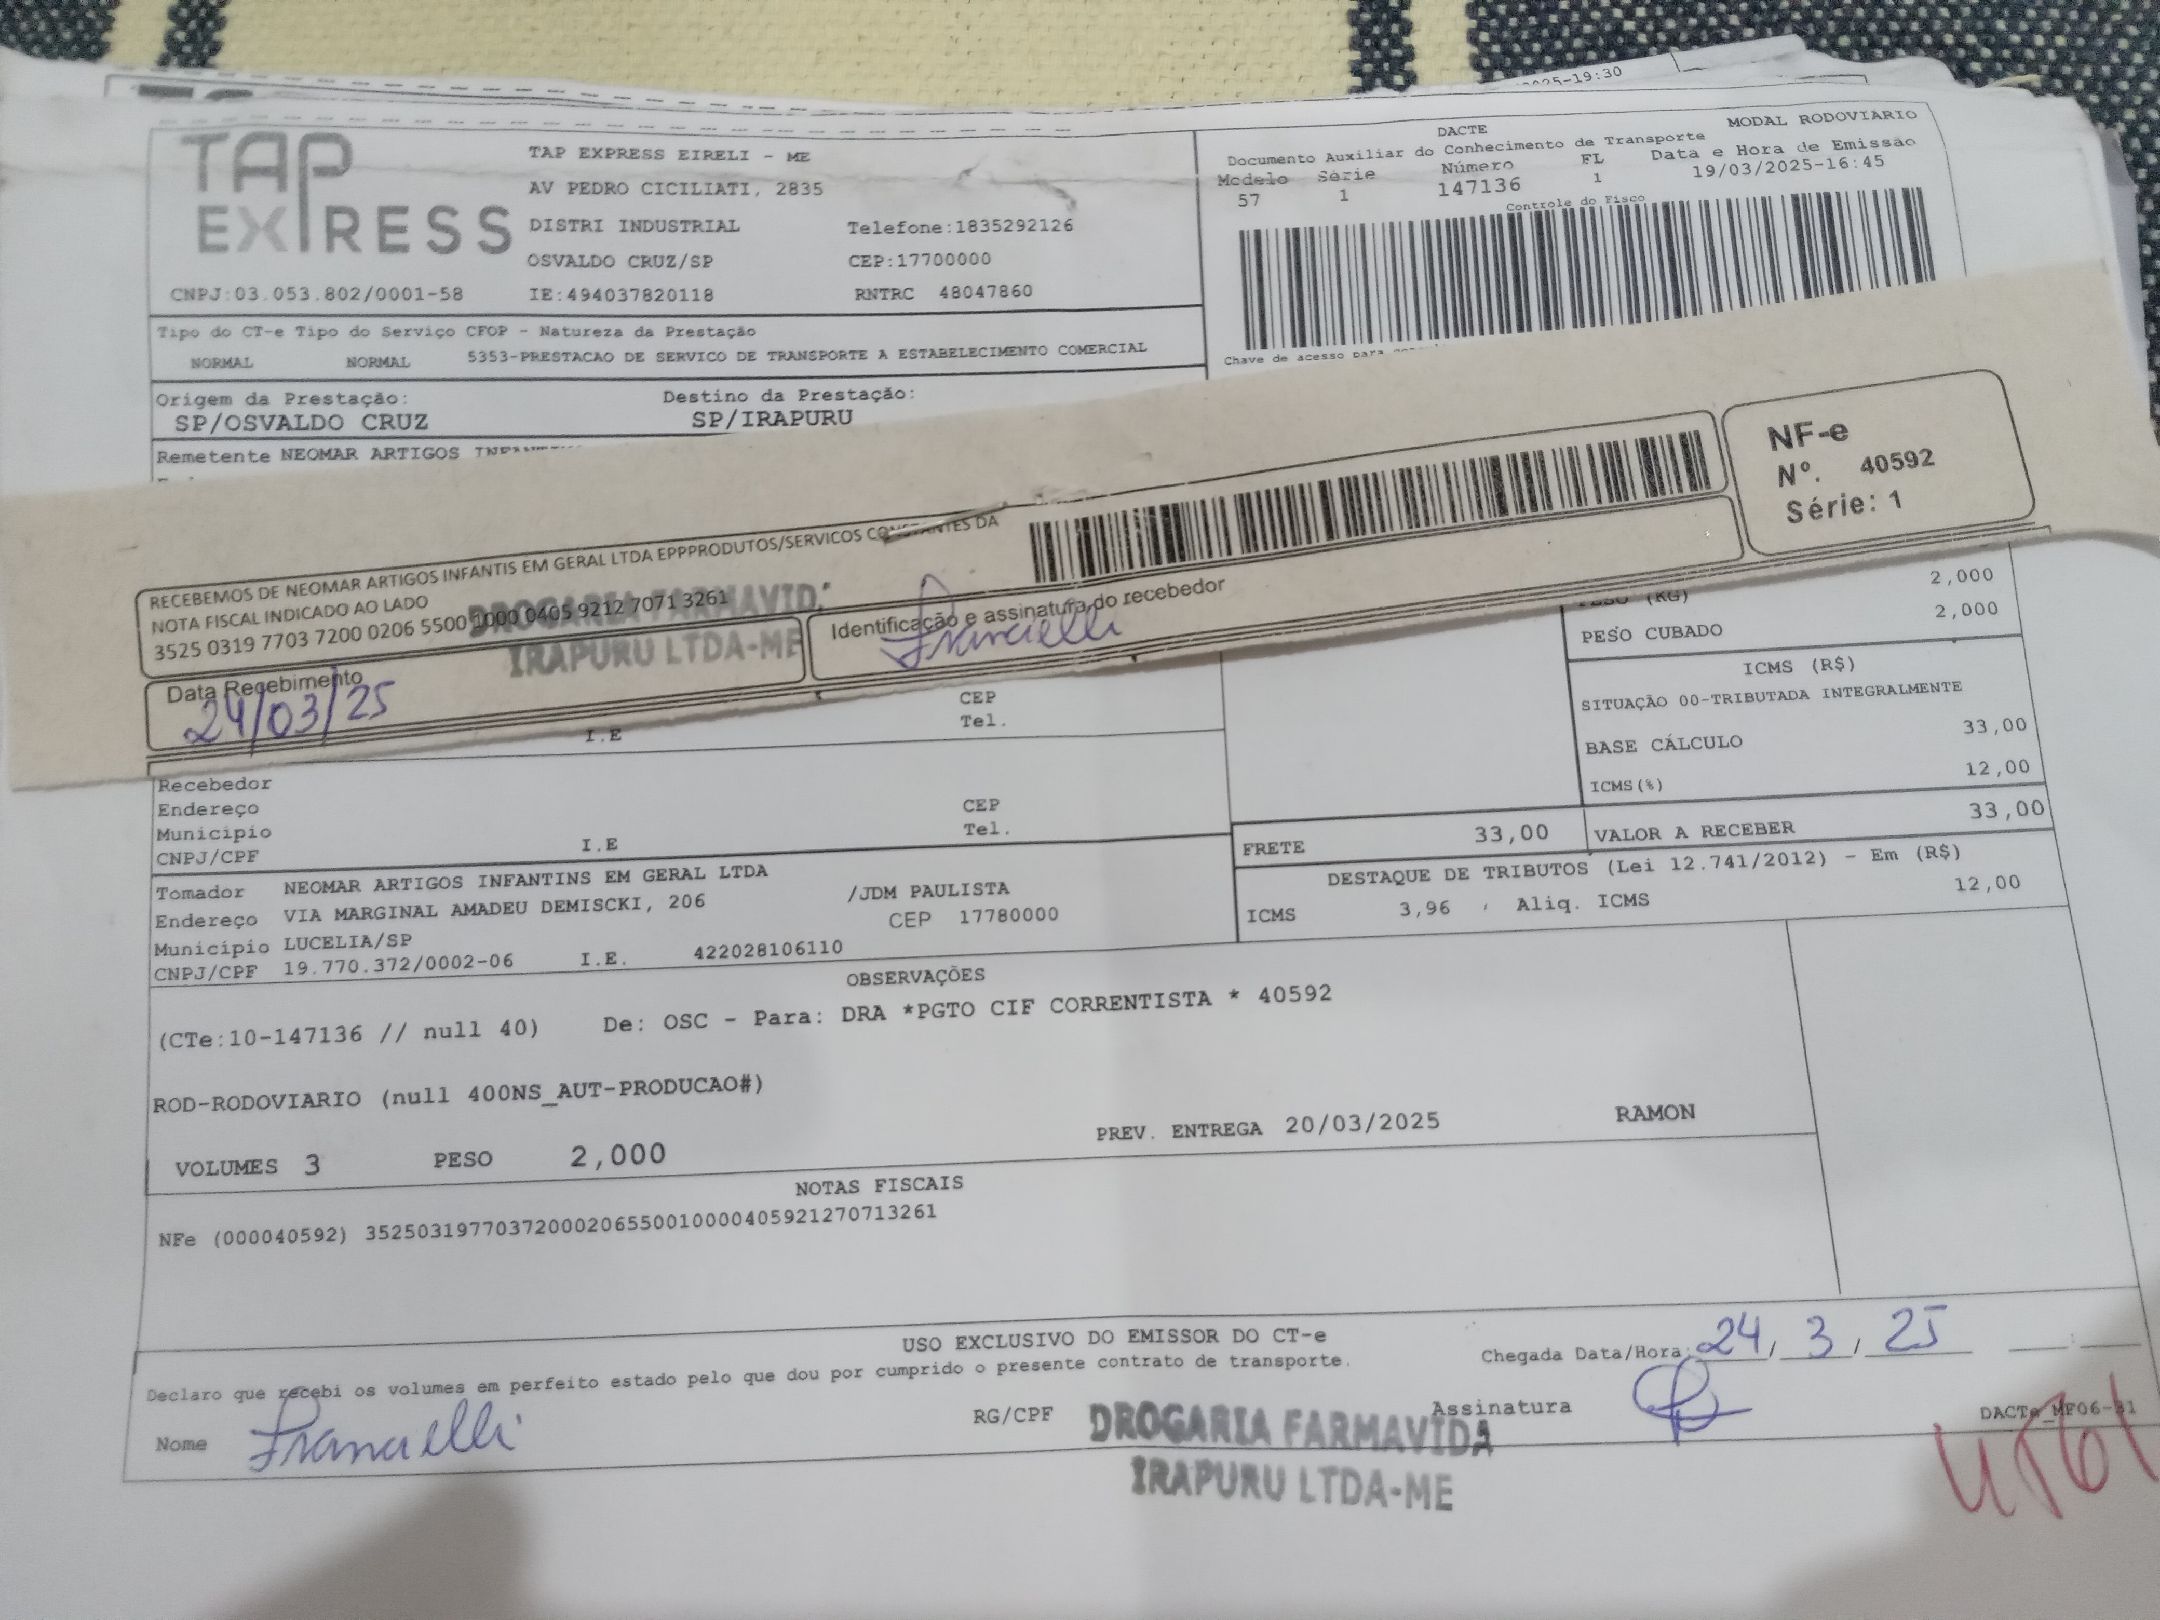 025-19:30
TAP EXPRESS
TAP EXPRESS EIRELI - ME
AV PEDRO CICILIATI, 2835
DISTRI INDUSTRIAL
Telefone:1835292126
OSVALDO CRUZ/SP
CEP:17700000
CNPJ:03.053.802/0001-58
IE:494037820118
RNTRC 48047860
DACTE
MODAL RODOVIARIO
Documento Auxiliar do Conhecimento de Transporte
Modelo Série Número FL Data e Hora de Emissão
57 1 147136 1 19/03/2025-16:45
Controle do Fisco
Chave de acesso para
Tipo do CT-e Tipo do Serviço CFOP - Natureza da Prestação
NORMAL NORMAL 5353-PRESTACAO DE SERVICO DE TRANSPORTE A ESTABELECIMENTO COMERCIAL
Origem da Prestação: Destino da Prestação:
SP/OSVALDO CRUZ SP/IRAPURU
Remetente NEOMAR ARTIGOS
RECEBEMOS DE NEOMAR ARTIGOS INFANTIS EM GERAL LTDA EPPPRODUTOS/SERVICOS CONSTANTES DA
NOTA FISCAL INDICADO AO LADO
3525 0319 7703 7200 0206 5500 1000 0405 9212 7071 3261
DROGARIA FARMAVID
IRAPURU LTDA-ME
Data Recebimento
24/03/25
Identificação e assinatura do recebedor
Francielli
NF-e
Nº. 40592
Série: 1
2,000
PESO (KG)
PESO CUBADO 2,000
ICMS (R$)
SITUAÇÃO 00-TRIBUTADA INTEGRALMENTE
BASE CÁLCULO 33,00
ICMS(%) 12,00
CEP
Tel.
I.E
Recebedor
Endereço CEP
Município Tel.
CNPJ/CPF I.E
FRETE 33,00 VALOR A RECEBER 33,00
DESTAQUE DE TRIBUTOS (Lei 12.741/2012) - Em (R$)
ICMS 3,96 Aliq. ICMS 12,00
Tomador NEOMAR ARTIGOS INFANTINS EM GERAL LTDA
Endereço VIA MARGINAL AMADEU DEMISCKI, 206 /JDM PAULISTA
Município LUCELIA/SP CEP 17780000
CNPJ/CPF 19.770.372/0002-06 I.E. 422028106110
OBSERVAÇÕES
(CTe:10-147136 // null 40) De: OSC - Para: DRA *PGTO CIF CORRENTISTA * 40592
ROD-RODOVIARIO (null 400NS_AUT-PRODUCAO#)
PREV. ENTREGA 20/03/2025 RAMON
VOLUMES 3 PESO 2,000
NOTAS FISCAIS
NFe (000040592) 35250319770372000206550010000405921270713261
USO EXCLUSIVO DO EMISSOR DO CT-e
Declaro que recebi os volumes em perfeito estado pelo que dou por cumprido o presente contrato de transporte.
Chegada Data/Hora: 24/3/25
Nome Francielli
RG/CPF
Assinatura
DROGARIA FARMAVIDA
IRAPURU LTDA-ME